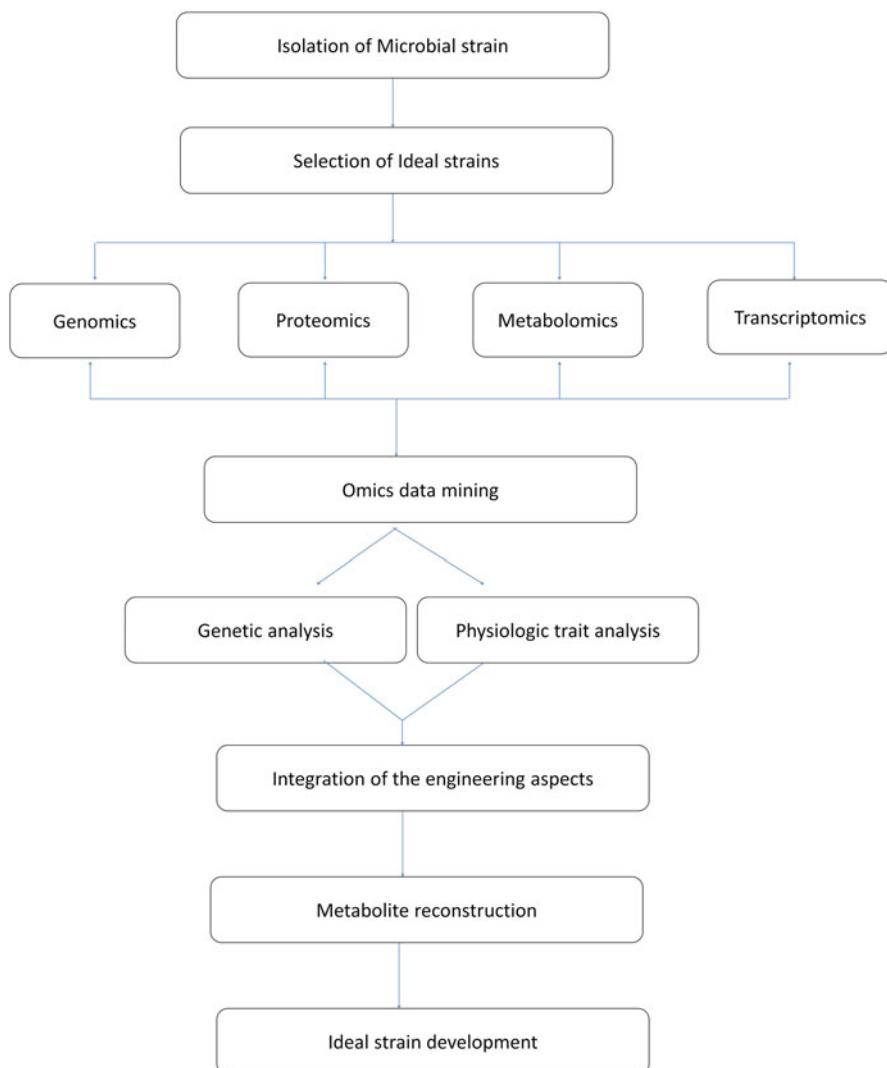 Isolation of Microbial strain
Selection of Ideal strains
Genomics
Proteomics
Metabolomics
Transcriptomics
Omics data mining
Genetic analysis
Physiologic trait analysis
Integration of the engineering aspects
Metabolite reconstruction
Ideal strain development